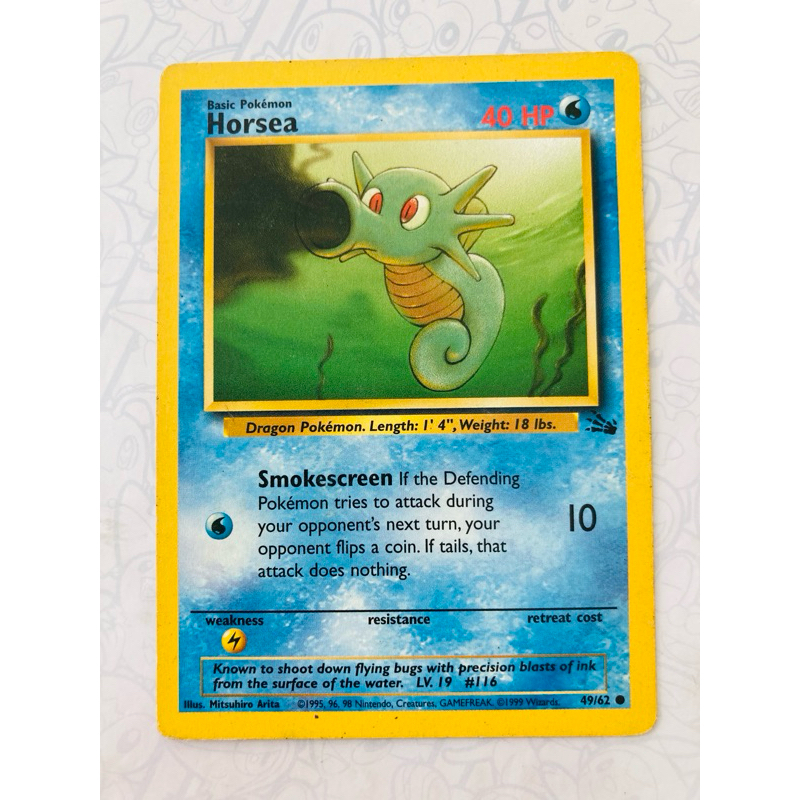 Basic Pokémon
Horsea
40 HP
Dragon Pokémon. Length: 1' 4", Weight: 18 lbs.
Smokescreen If the Defending
Pokémon tries to attack during
your opponent's next turn, your
opponent flips a coin. If tails, that
attack does nothing.
10
weakness resistance retreat cost
Known to shoot down flying bugs with precision blasts of ink
from the surface of the water. LV. 19 #116
Illus. Mitsuhiro Arita ©1995, 96, 98 Nintendo, Creatures, GAMEFREAK. ©1999 Wizards. 49/62